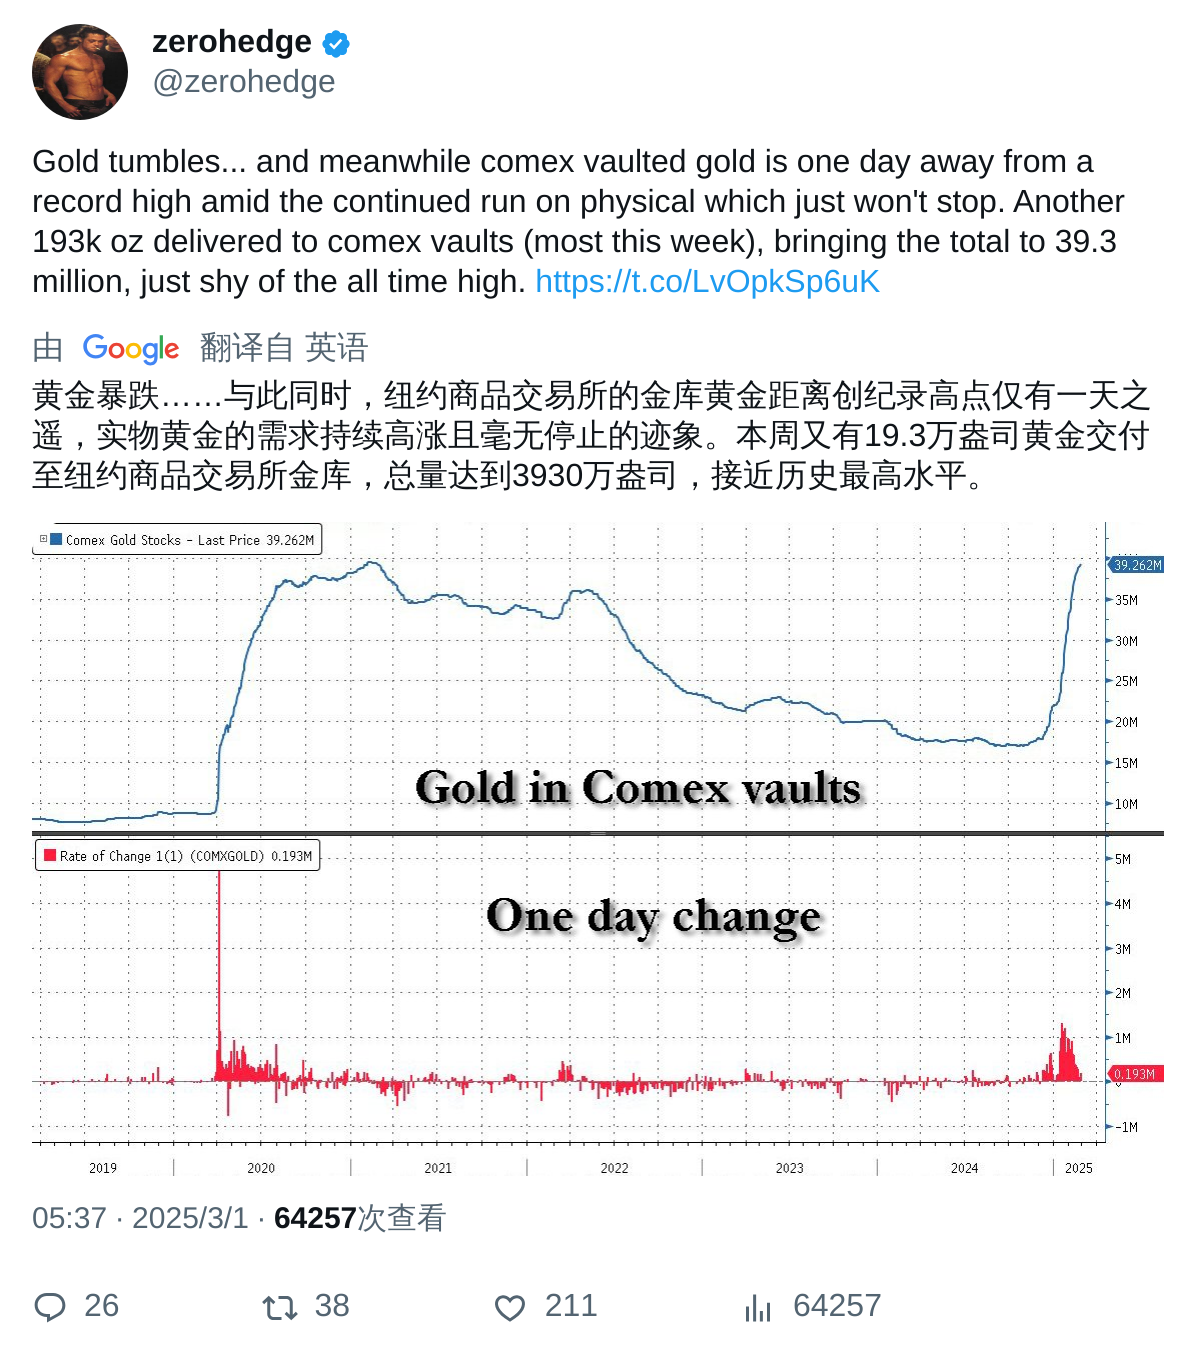 zerohedge
@zerohedge
Gold tumbles... and meanwhile comex vaulted gold is one day away from a
record high amid the continued run on physical which just won't stop. Another
193k oz delivered to comex vaults (most this week), bringing the total to 39.3
million, just shy of the all time high. https://t.co/LvOpkSp6uK
由 Google 翻译自 英语
黄金暴跌……与此同时，纽约商品交易所的金库黄金距离创纪录高点仅有一天之
遥，实物黄金的需求持续高涨且毫无停止的迹象。本周又有19.3万盎司黄金交付
至纽约商品交易所金库，总量达到3930万盎司，接近历史最高水平。
Comex Gold Stocks - Last Price 39.262M
39.262M
35M
30M
25M
20M
15M
10M
Gold in Comex vaults
Rate of Change 1(1) (COMXGOLD) 0.193M
One day change
5M
4M
3M
2M
1M
0.193M
-1M
2019 2020 2021 2022 2023 2024 2025
05:37 · 2025/3/1 · 64257次查看
26 38 211 64257